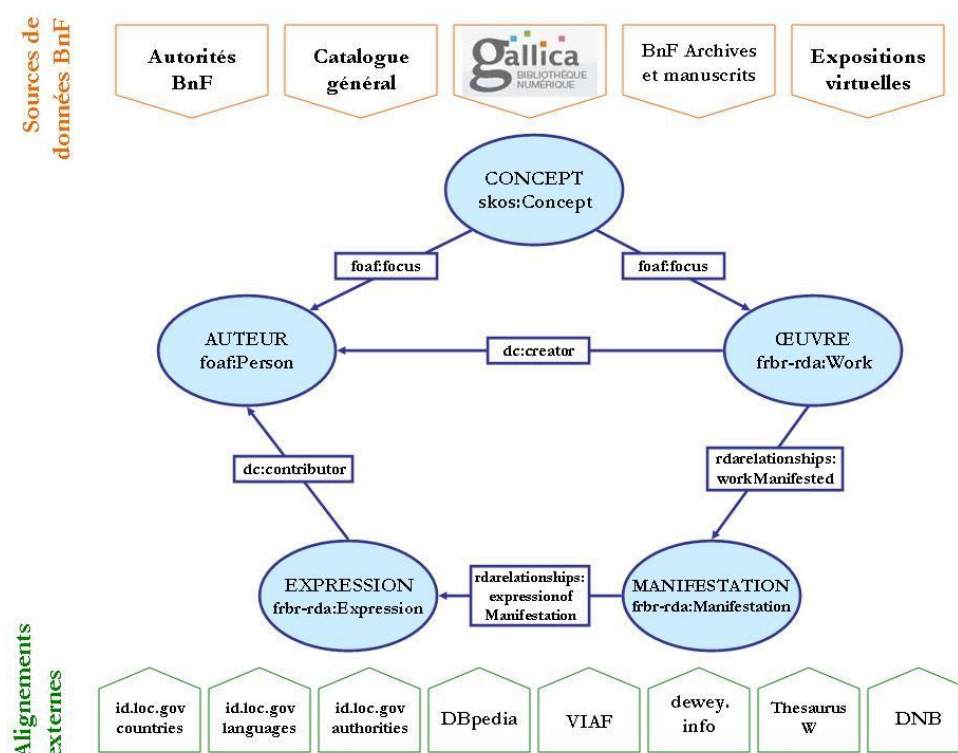 Sources de
données BnF
Autorités
BnF
Catalogue
général
gallica
BIBLIOTHÈQUE
NUMÉRIQUE
BnF Archives
et manuscrits
Expositions
virtuelles
CONCEPT
skos:Concept
foaf:focus
foaf:focus
AUTEUR
foaf:Person
dc:creator
ŒUVRE
frbr-rda:Work
dc:contributor
rdarelationships:
workManifested
EXPRESSION
frbr-rda:Expression
rdarelationships:
expressionof
Manifestation
MANIFESTATION
frbr-rda:Manifestation
Alignements
externes
id.loc.gov
countries
id.loc.gov
languages
id.loc.gov
authorities
DBpedia
VIAF
dewey.
info
Thesaurus
W
DNB